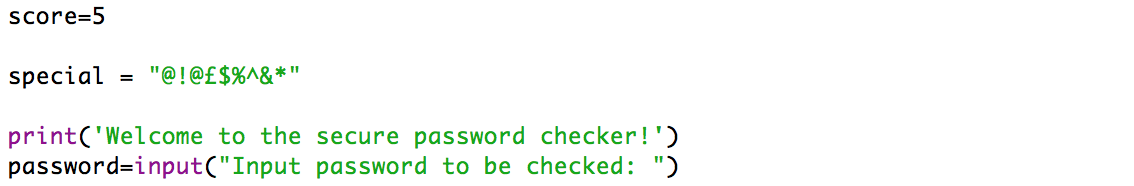 score=5
special = "@!@£$%^&*"
print('Welcome to the secure password checker!')
password=input("Input password to be checked: ")